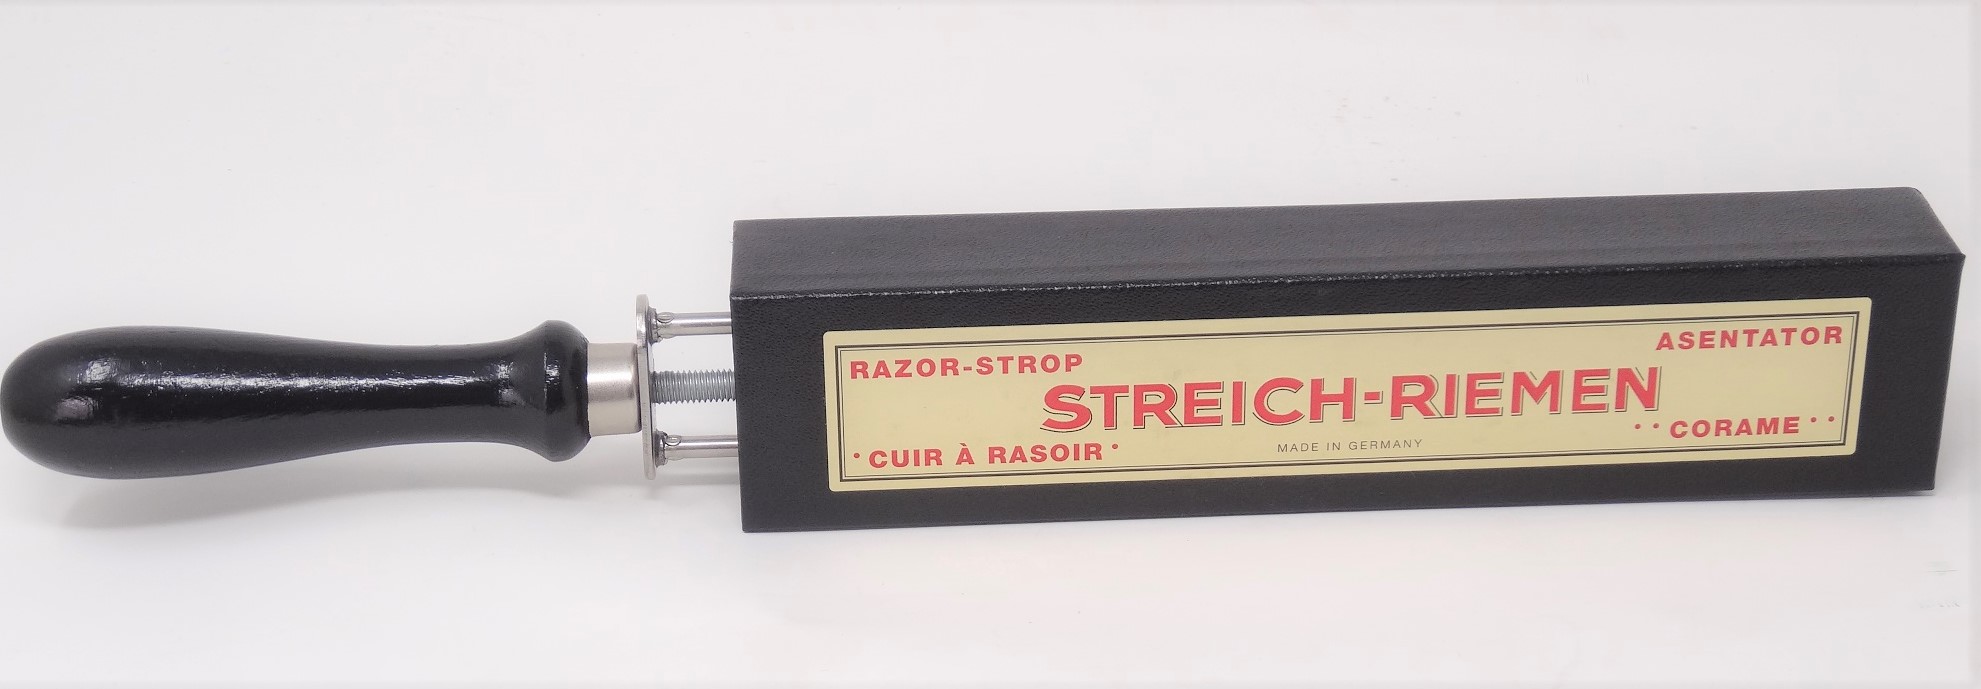 RAZOR-STROP
ASENTATOR
STREICH-RIEMEN
• CUIR À RASOIR •
MADE IN GERMANY
• • CORAME • •